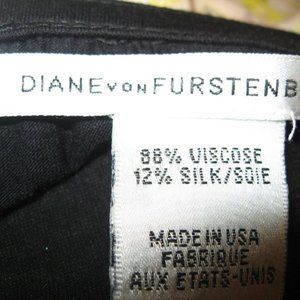 DIANE VON FURSTENB
88% VISCOSE
12% SILK/SOIE
MADE IN USA
FABRIQUE
AUX ETATS-UNIS